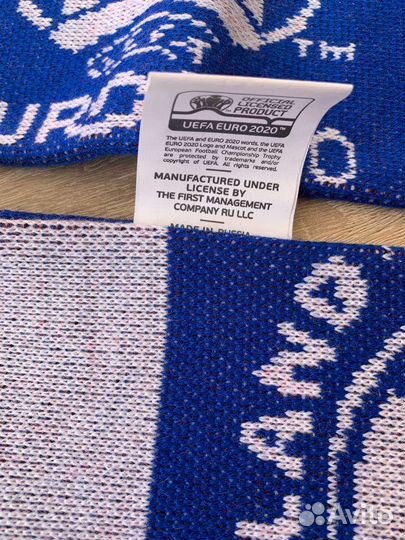 ™
OFFICIAL
LICENSED
PRODUCT
UEFA EURO 2020™
The UEFA and EURO 2020 words, the UEFA
EURO 2020 Logo and Mascot and the UEFA
European Football Championship Trophy
are protected by trademarks and/or
copyright of UEFA. All rights reserved.
MANUFACTURED UNDER
LICENSE BY
THE FIRST MANAGEMENT
COMPANY RU LLC
MADE IN RUSSIA
LAND
Avito